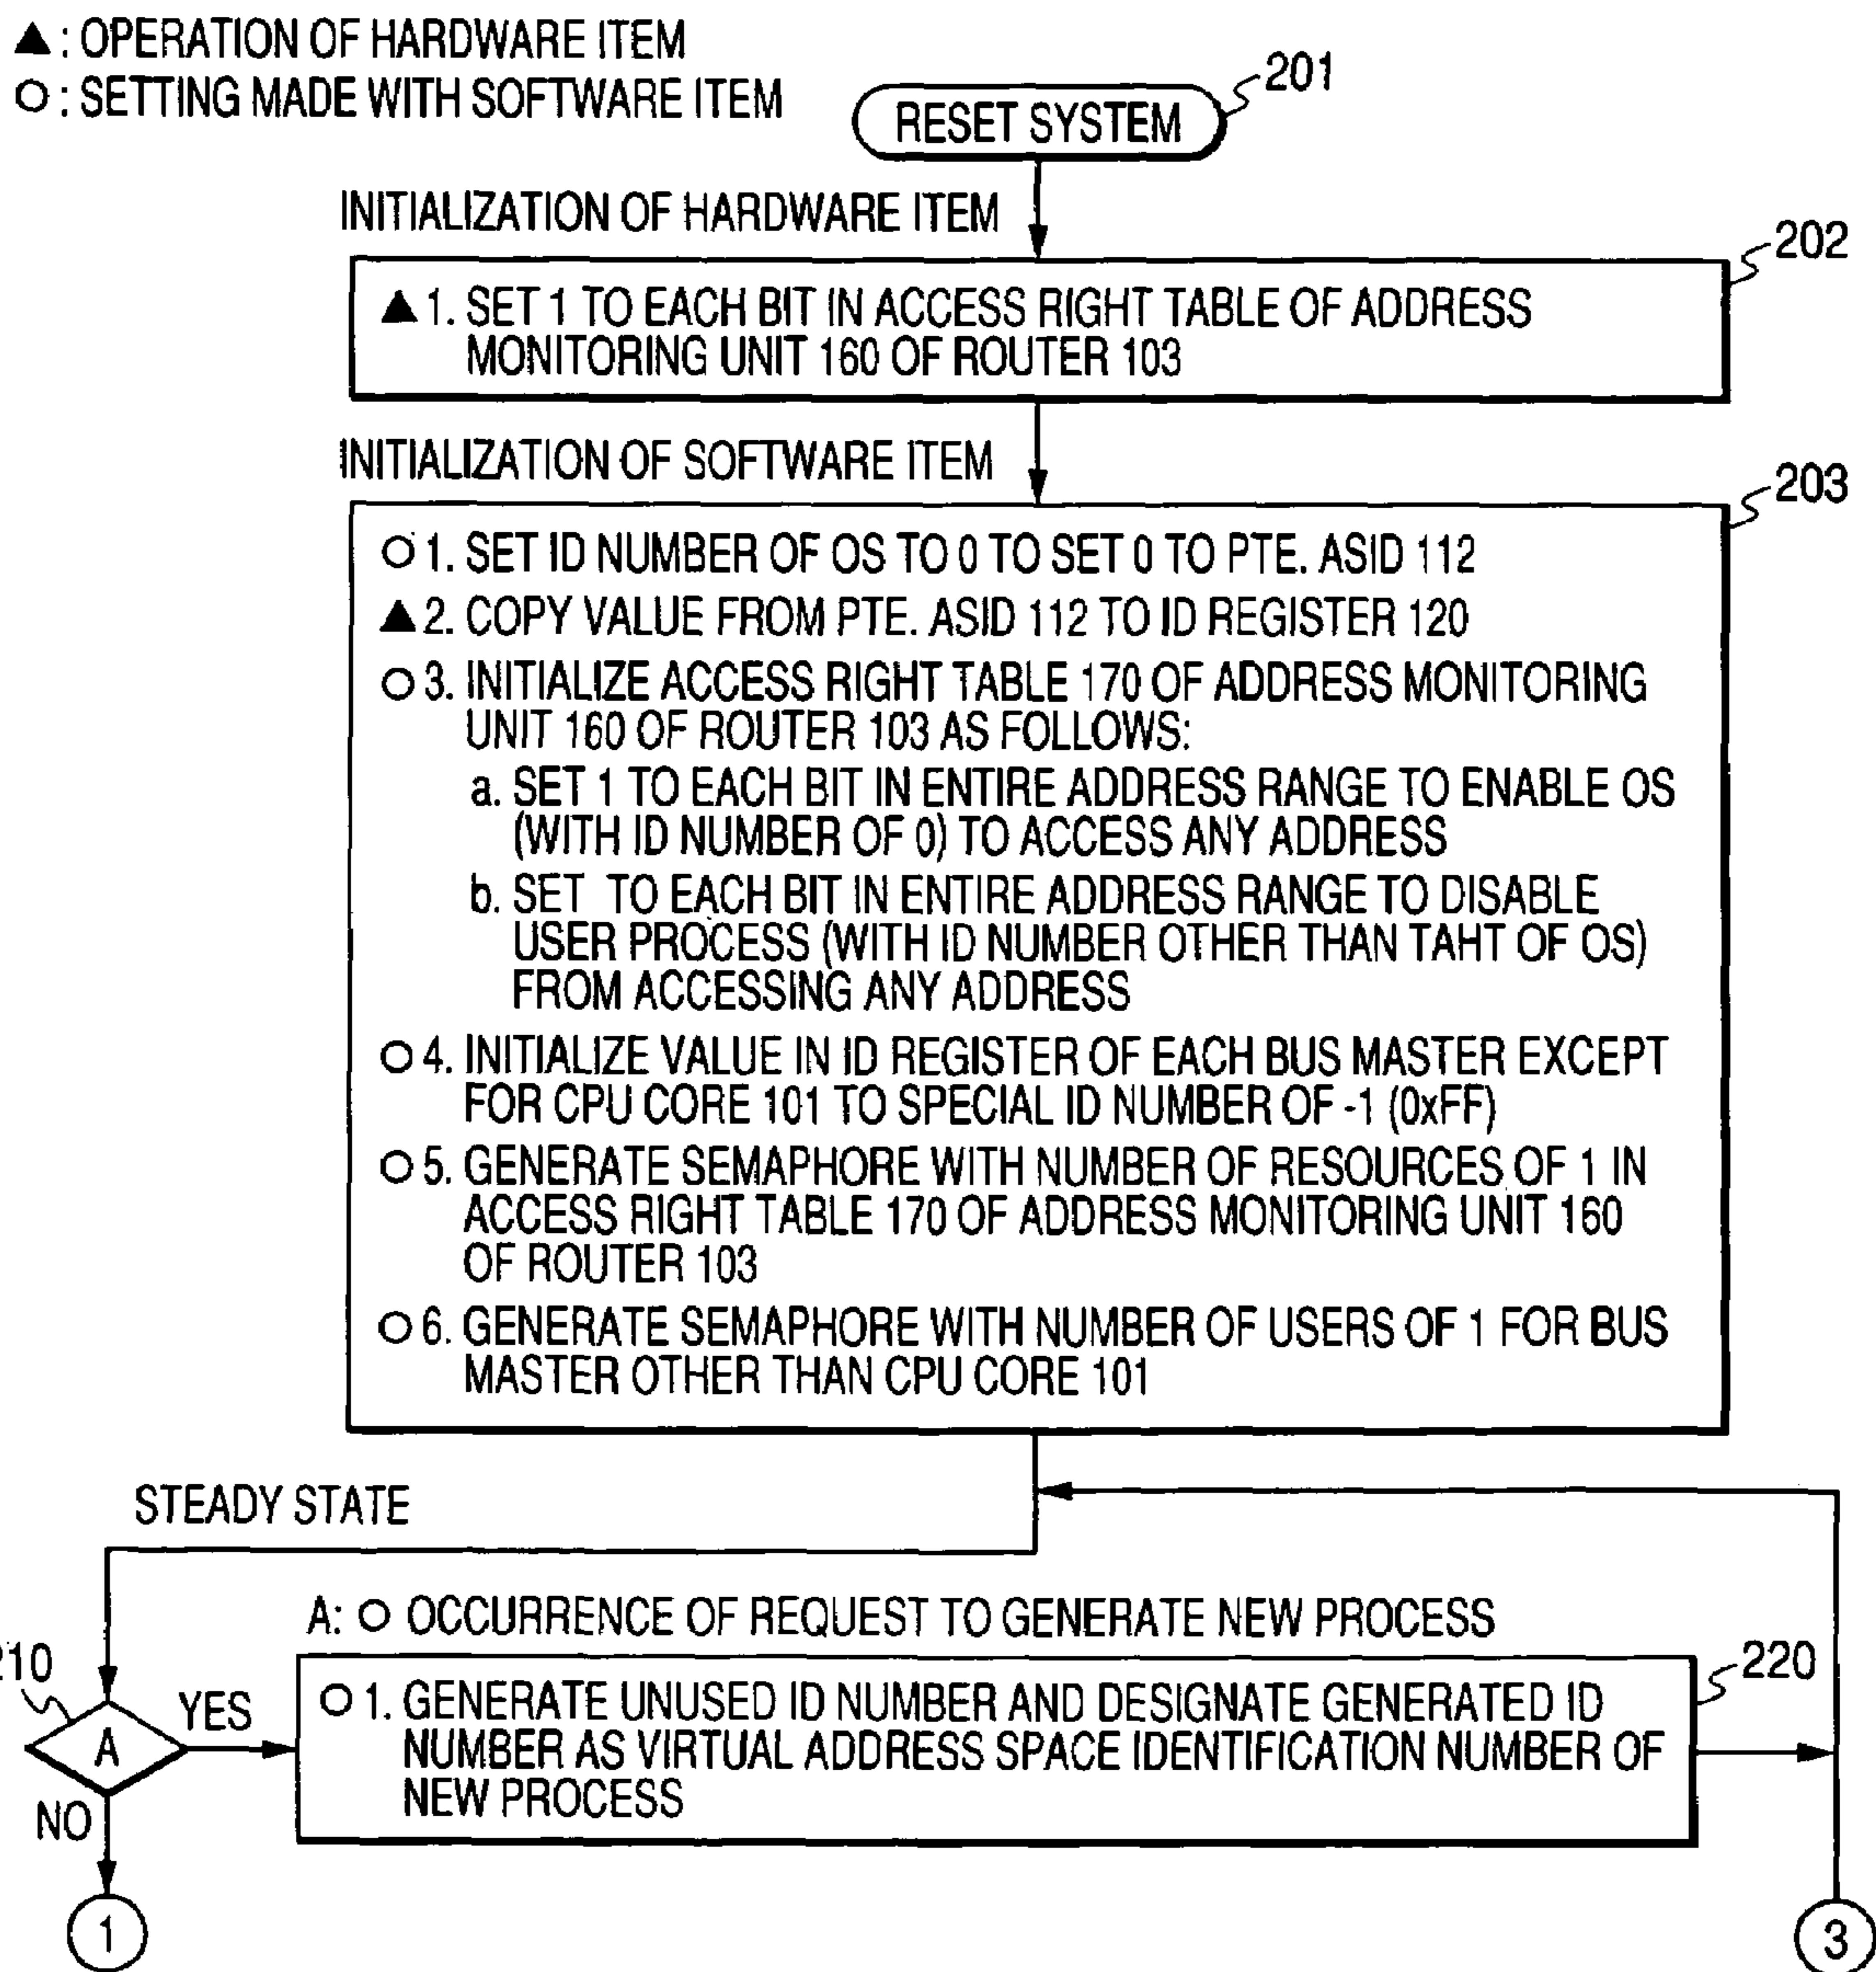 ▲ : OPERATION OF HARDWARE ITEM
○ : SETTING MADE WITH SOFTWARE ITEM
RESET SYSTEM
201
INITIALIZATION OF HARDWARE ITEM
202
▲ 1. SET 1 TO EACH BIT IN ACCESS RIGHT TABLE OF ADDRESS
MONITORING UNIT 160 OF ROUTER 103
INITIALIZATION OF SOFTWARE ITEM
203
○ 1. SET ID NUMBER OF OS TO 0 TO SET 0 TO PTE. ASID 112
▲ 2. COPY VALUE FROM PTE. ASID 112 TO ID REGISTER 120
○ 3. INITIALIZE ACCESS RIGHT TABLE 170 OF ADDRESS MONITORING
UNIT 160 OF ROUTER 103 AS FOLLOWS:
a. SET 1 TO EACH BIT IN ENTIRE ADDRESS RANGE TO ENABLE OS
(WITH ID NUMBER OF 0) TO ACCESS ANY ADDRESS
b. SET TO EACH BIT IN ENTIRE ADDRESS RANGE TO DISABLE
USER PROCESS (WITH ID NUMBER OTHER THAN TAHT OF OS)
FROM ACCESSING ANY ADDRESS
○ 4. INITIALIZE VALUE IN ID REGISTER OF EACH BUS MASTER EXCEPT
FOR CPU CORE 101 TO SPECIAL ID NUMBER OF -1 (0xFF)
○ 5. GENERATE SEMAPHORE WITH NUMBER OF RESOURCES OF 1 IN
ACCESS RIGHT TABLE 170 OF ADDRESS MONITORING UNIT 160
OF ROUTER 103
○ 6. GENERATE SEMAPHORE WITH NUMBER OF USERS OF 1 FOR BUS
MASTER OTHER THAN CPU CORE 101
STEADY STATE
A: ○ OCCURRENCE OF REQUEST TO GENERATE NEW PROCESS
210
220
A
YES
○ 1. GENERATE UNUSED ID NUMBER AND DESIGNATE GENERATED ID
NUMBER AS VIRTUAL ADDRESS SPACE IDENTIFICATION NUMBER OF
NEW PROCESS
NO
1
3